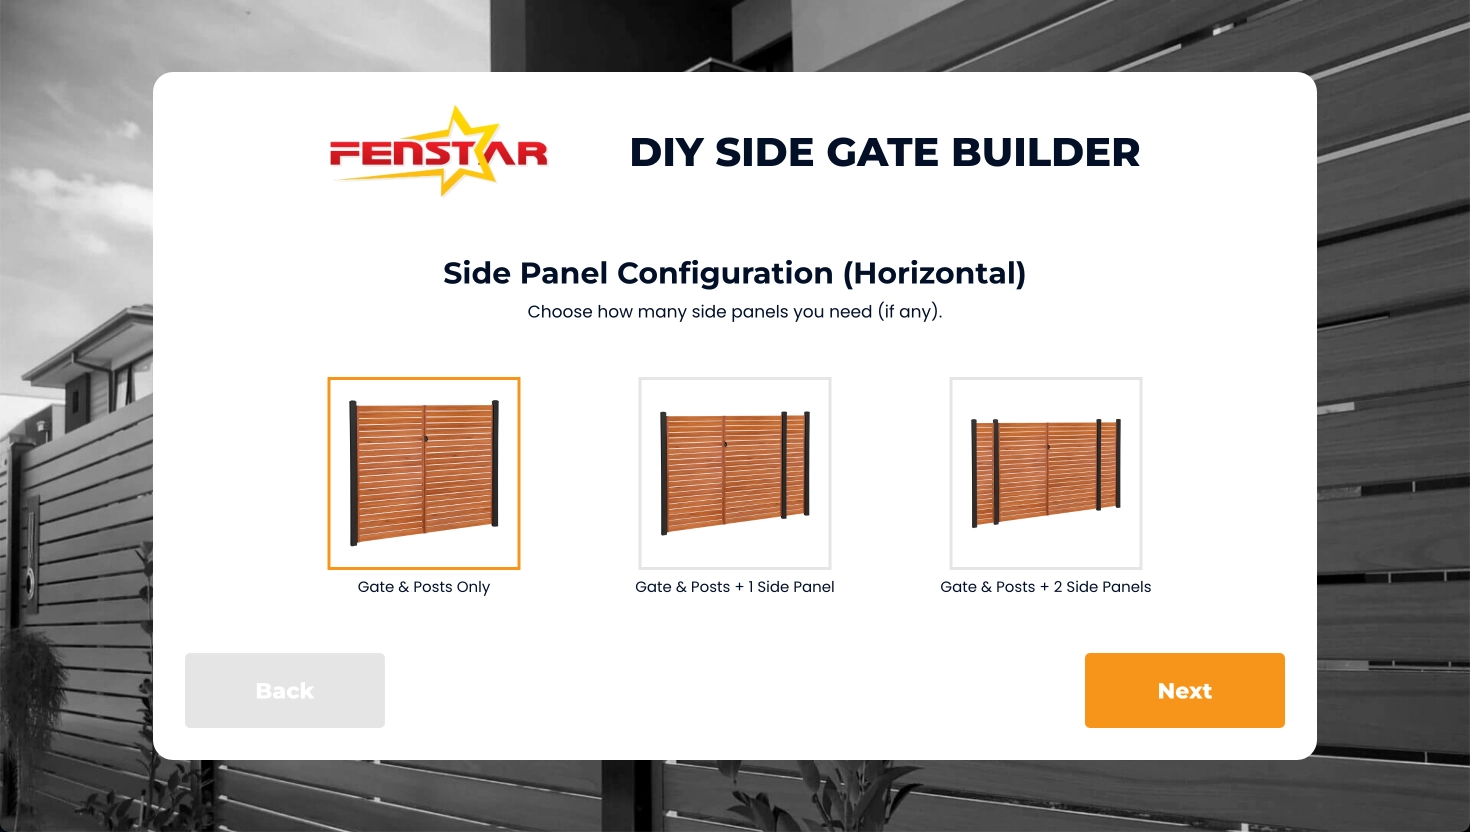 FENSTAR
DIY SIDE GATE BUILDER
Side Panel Configuration (Horizontal)
Choose how many side panels you need (if any).
Gate & Posts Only
Gate & Posts + 1 Side Panel
Gate & Posts + 2 Side Panels
Back
Next